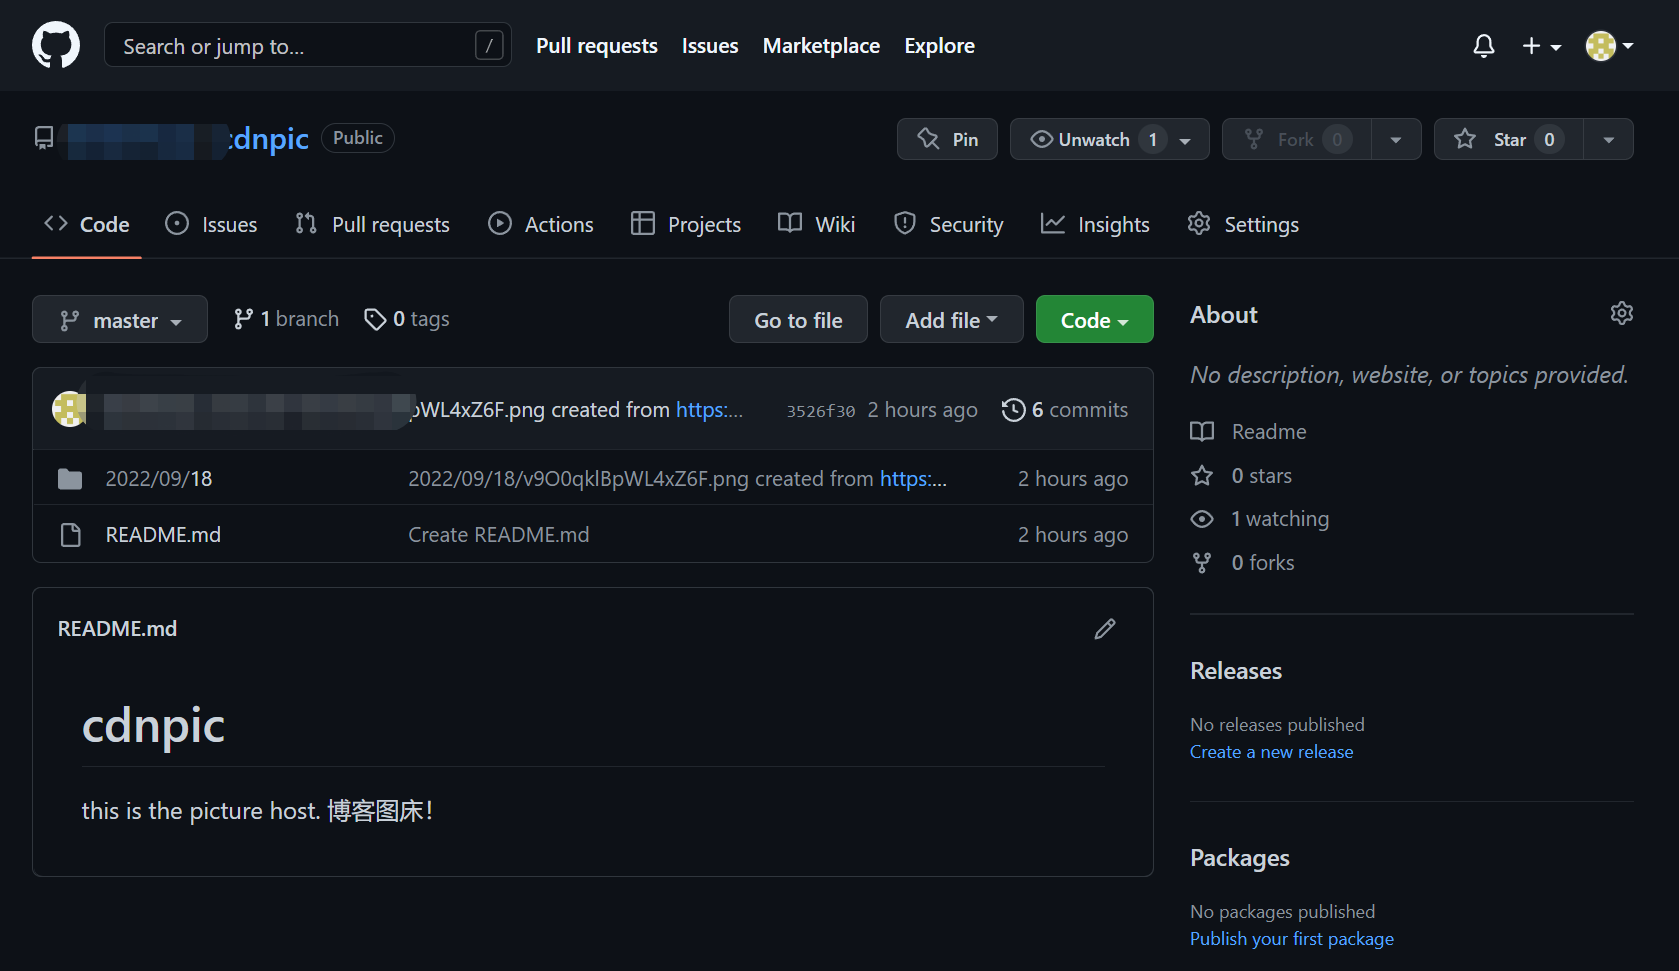 Search or jump to... /
Pull requests Issues Marketplace Explore
cdnpic Public
Pin Unwatch 1 Fork 0 Star 0
Code Issues Pull requests Actions Projects Wiki Security Insights Settings
master 1 branch 0 tags Go to file Add file Code
pWL4xZ6F.png created from https:... 3526f30 2 hours ago 6 commits
2022/09/18 2022/09/18/v9O0qklBpWL4xZ6F.png created from https:... 2 hours ago
README.md Create README.md 2 hours ago
README.md
cdnpic
this is the picture host. 博客图床!
About
No description, website, or topics provided.
Readme
0 stars
1 watching
0 forks
Releases
No releases published
Create a new release
Packages
No packages published
Publish your first package